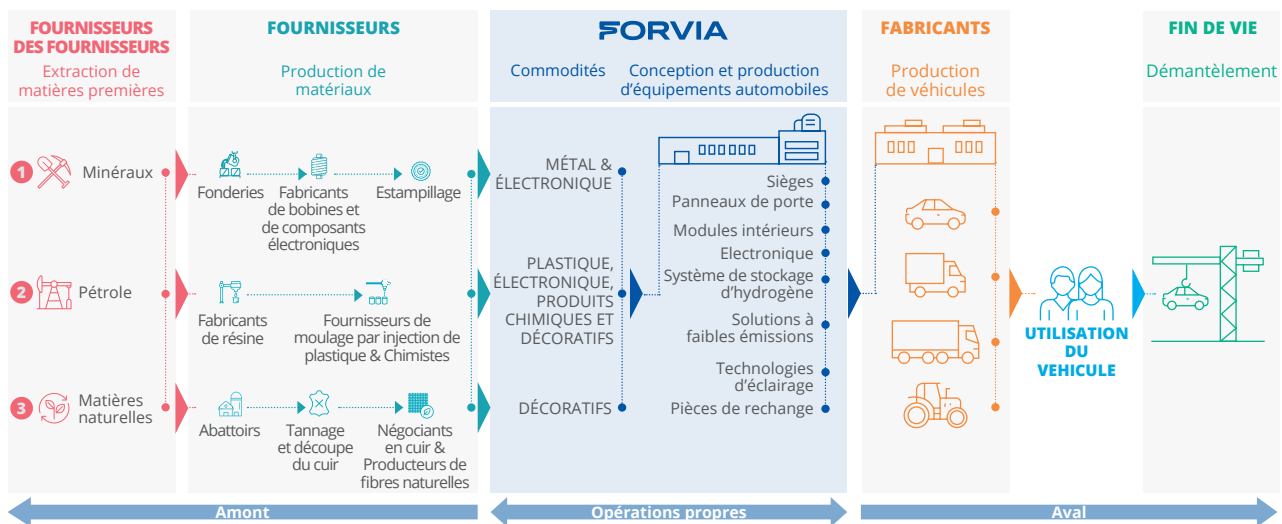 FOURNISSEURS
DES FOURNISSEURS
Extraction de
matières premières
FOURNISSEURS
Production de
matériaux
FORVIA
Commodités
Conception et production
d'équipements automobiles
FABRICANTS
Production
de véhicules
FIN DE VIE
Démantèlement
1
Minéraux
Fonderies
Fabricants
de bobines et
de composants
électroniques
Estampillage
2
Pétrole
Fabricants
de résine
Fournisseurs de
moulage par injection de
plastique & Chimistes
3
Matières
naturelles
Abattoirs
Tannage
et découpe
du cuir
Négociants
en cuir &
Producteurs de
fibres naturelles
MÉTAL &
ÉLECTRONIQUE
PLASTIQUE,
ÉLECTRONIQUE,
PRODUITS
CHIMIQUES ET
DÉCORATIFS
DÉCORATIFS
Sièges
Panneaux de porte
Modules intérieurs
Electronique
Système de stockage
d'hydrogène
Solutions à
faibles émissions
Technologies
d'éclairage
Pièces de rechange
UTILISATION
DU
VEHICULE
Amont
Opérations propres
Aval